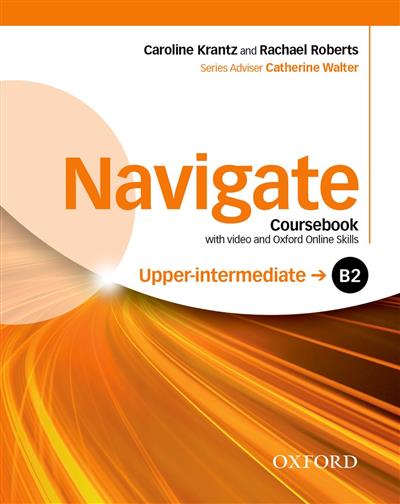 Caroline Krantz and Rachael Roberts
Series Adviser Catherine Walter
Navigate
Coursebook
with video and Oxford Online Skills
Upper-intermediate → B2
OXFORD